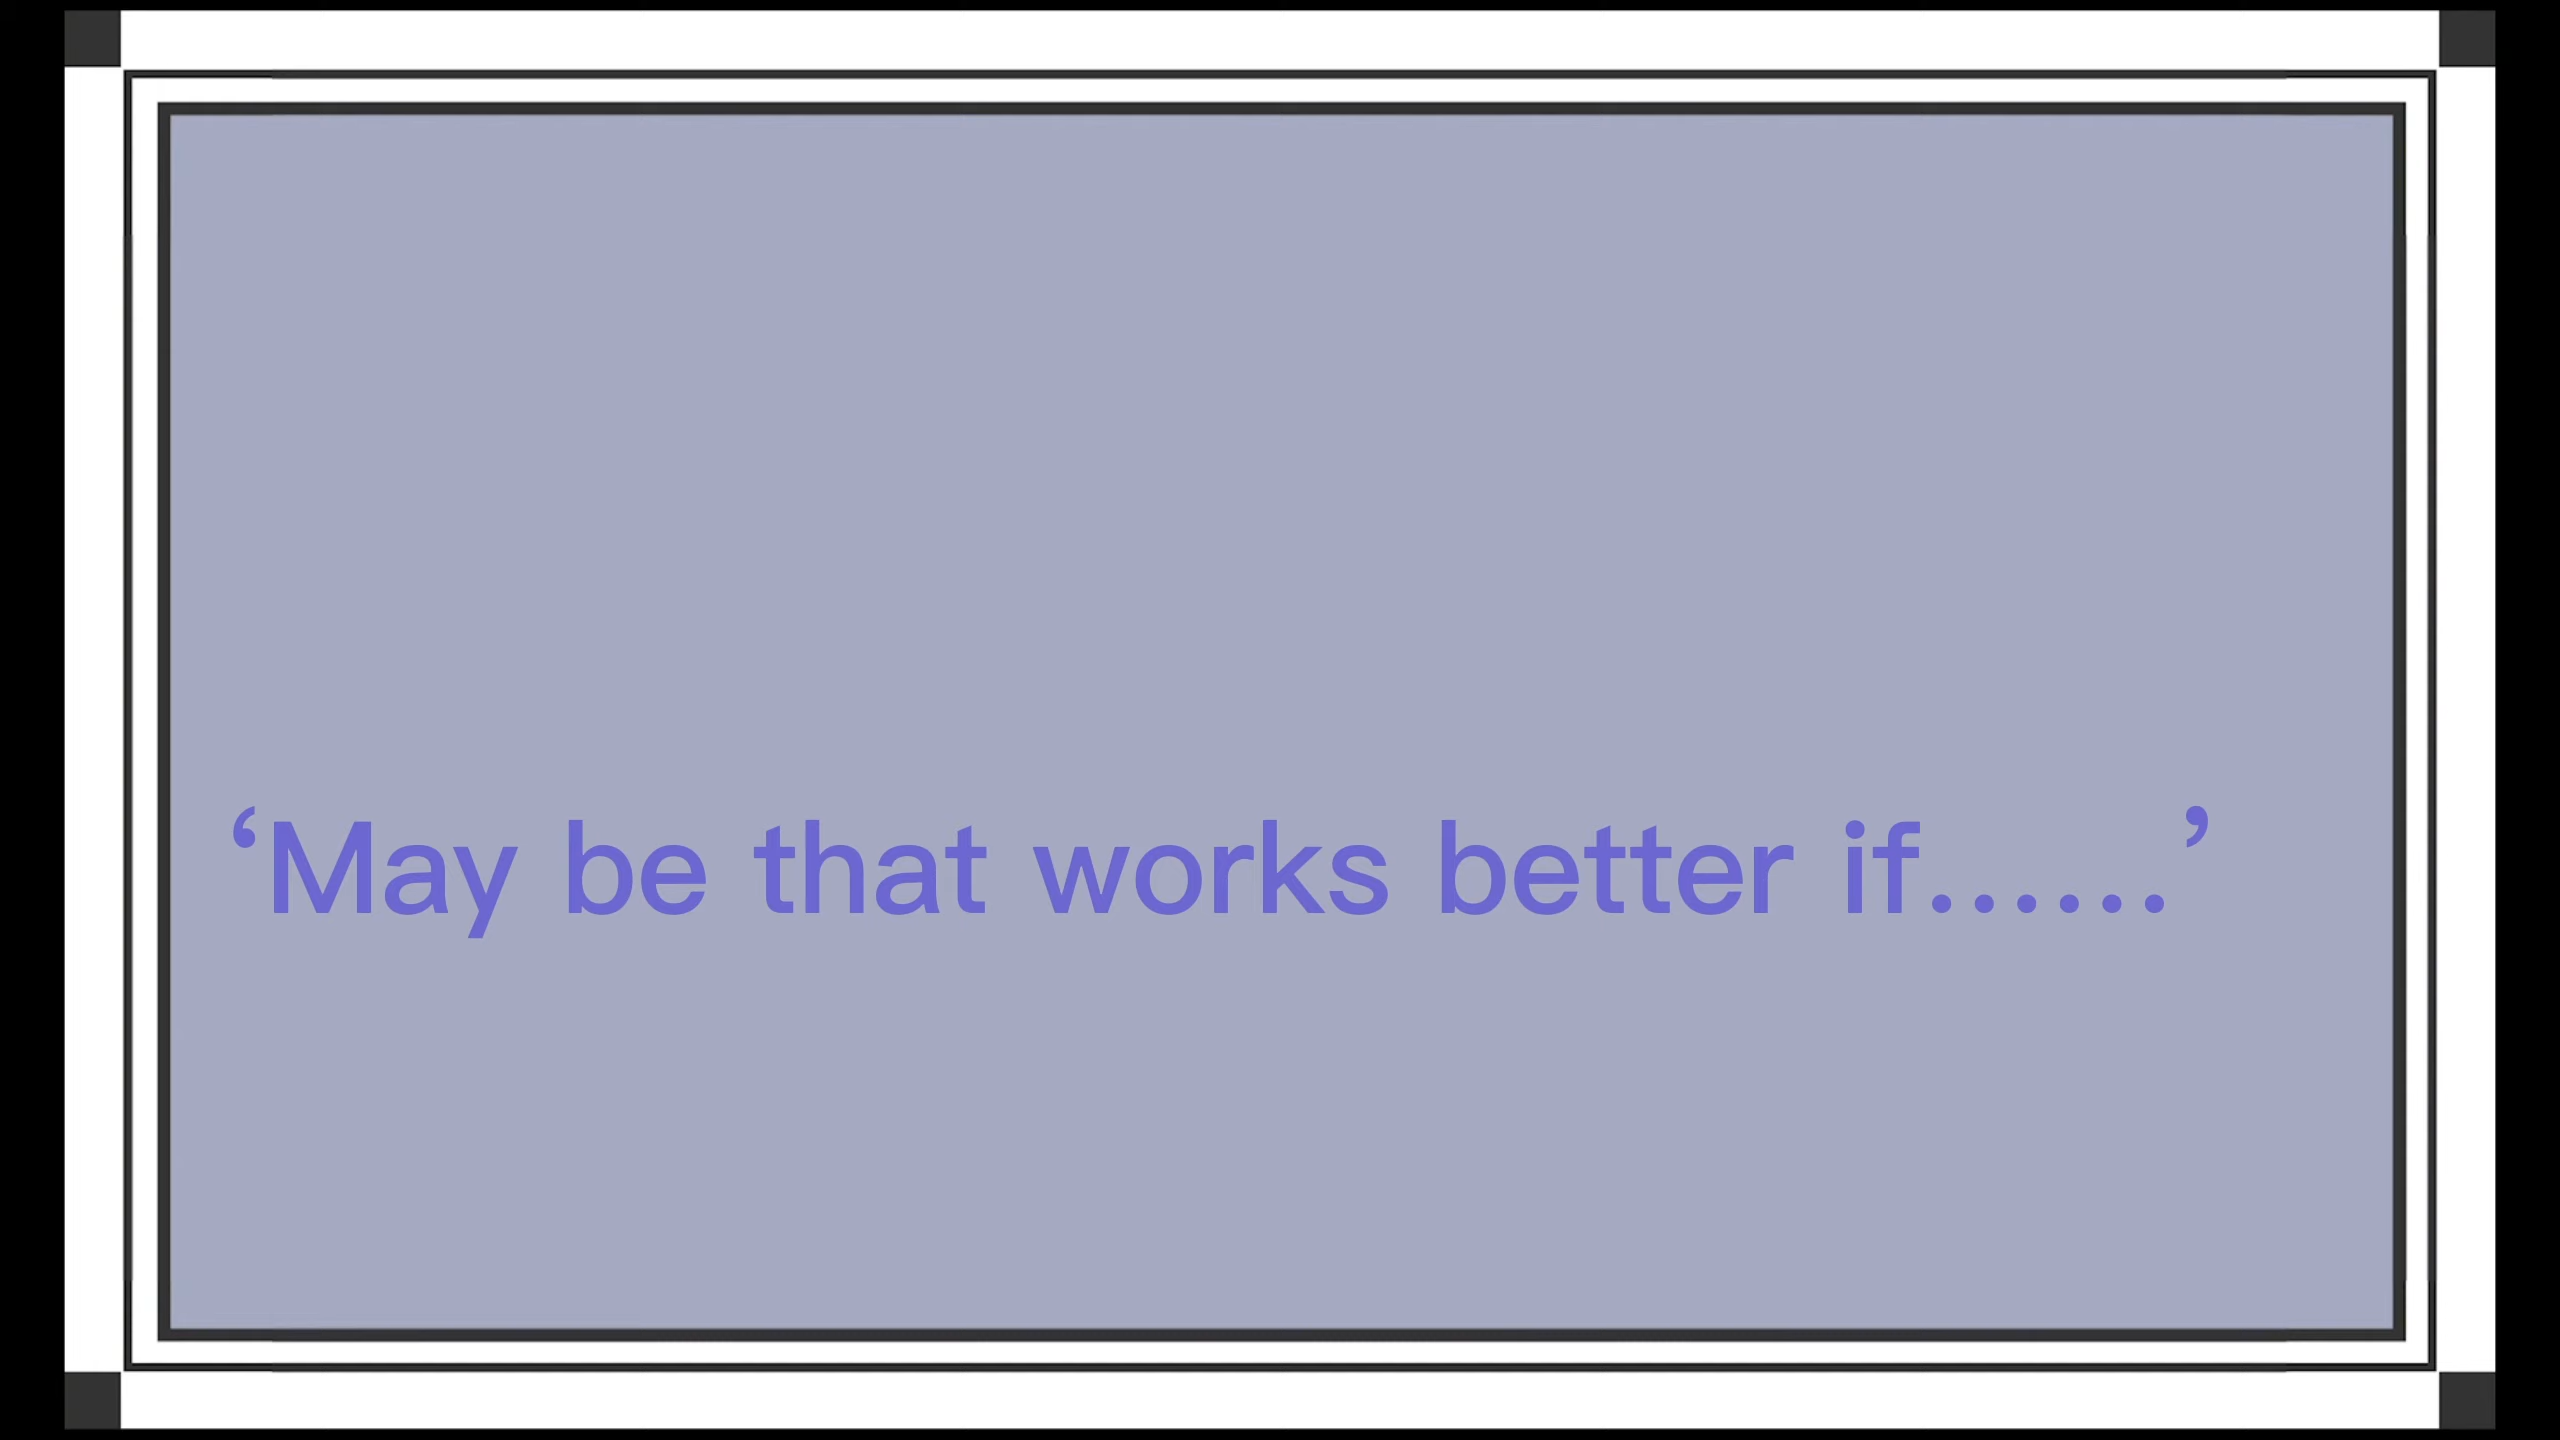 ‘May be that works better if......’